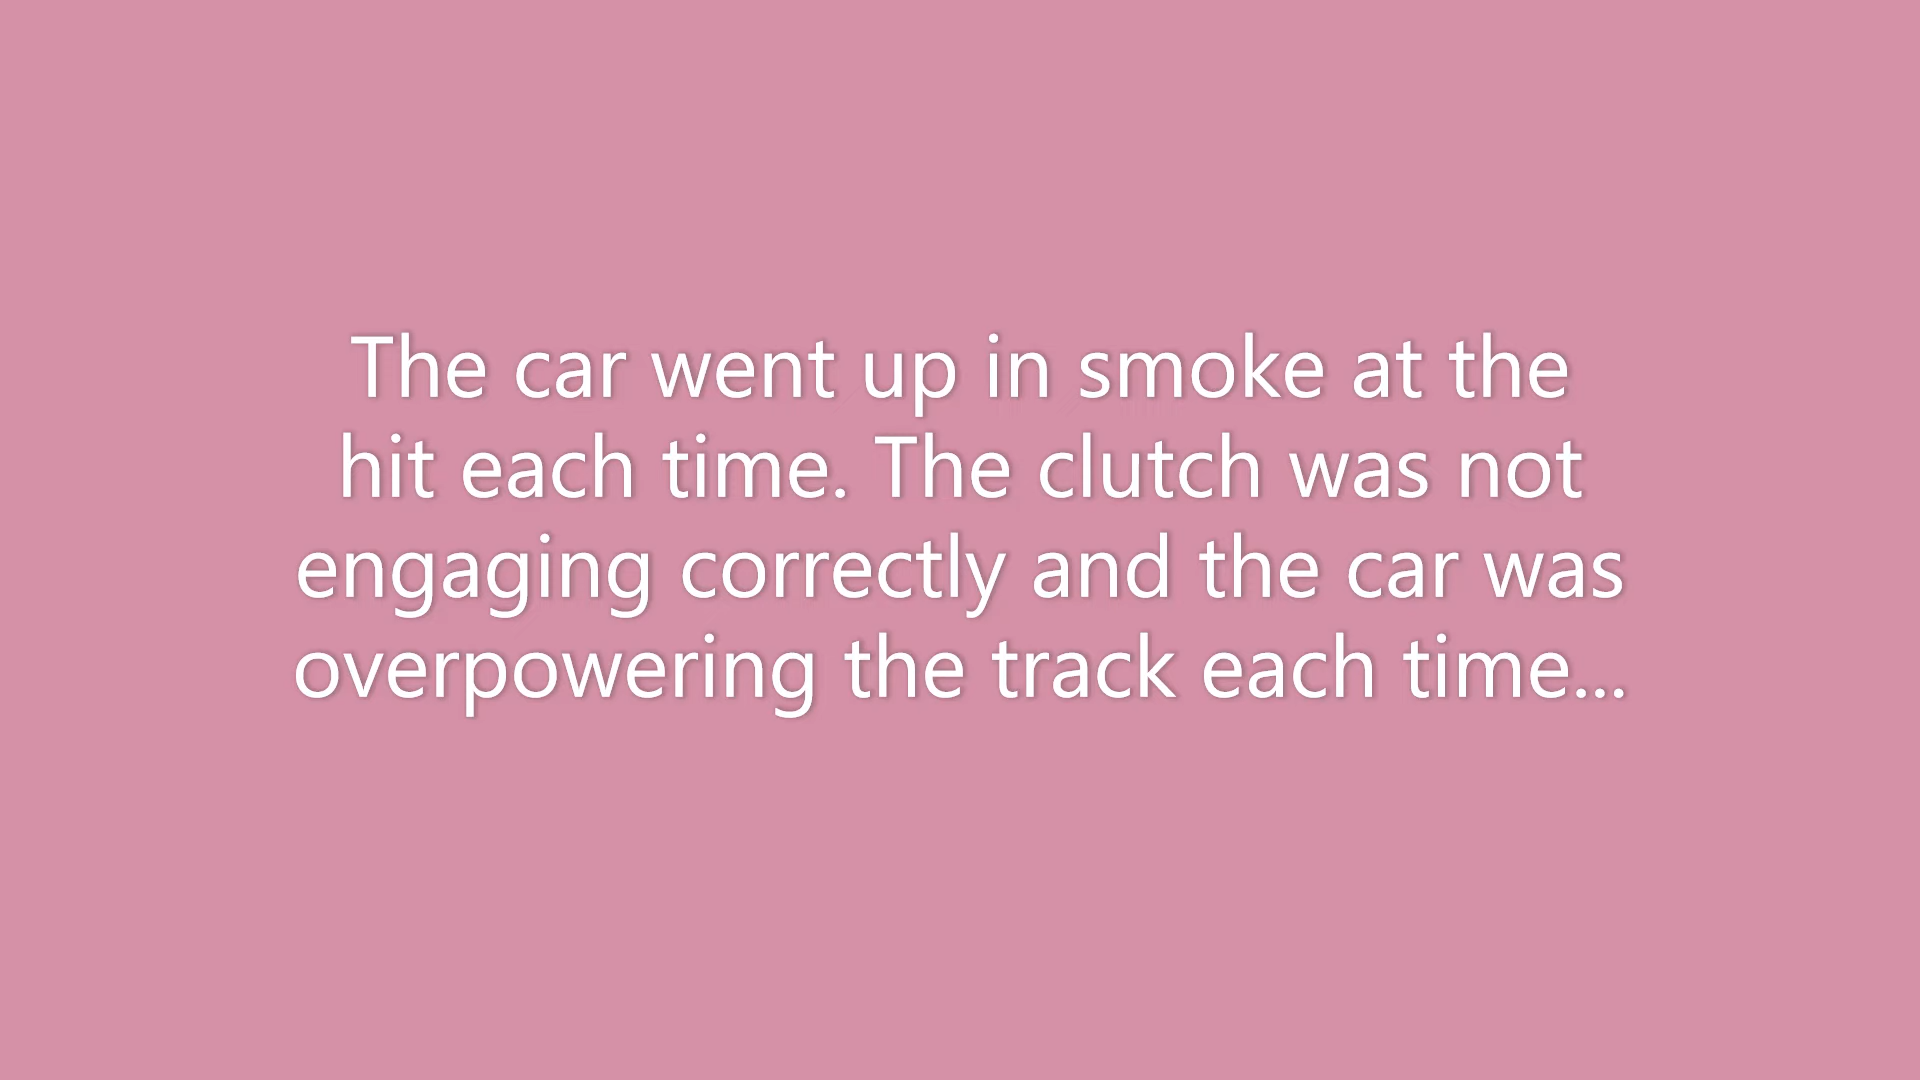 The car went up in smoke at the
hit each time. The clutch was not
engaging correctly and the car was
overpowering the track each time...